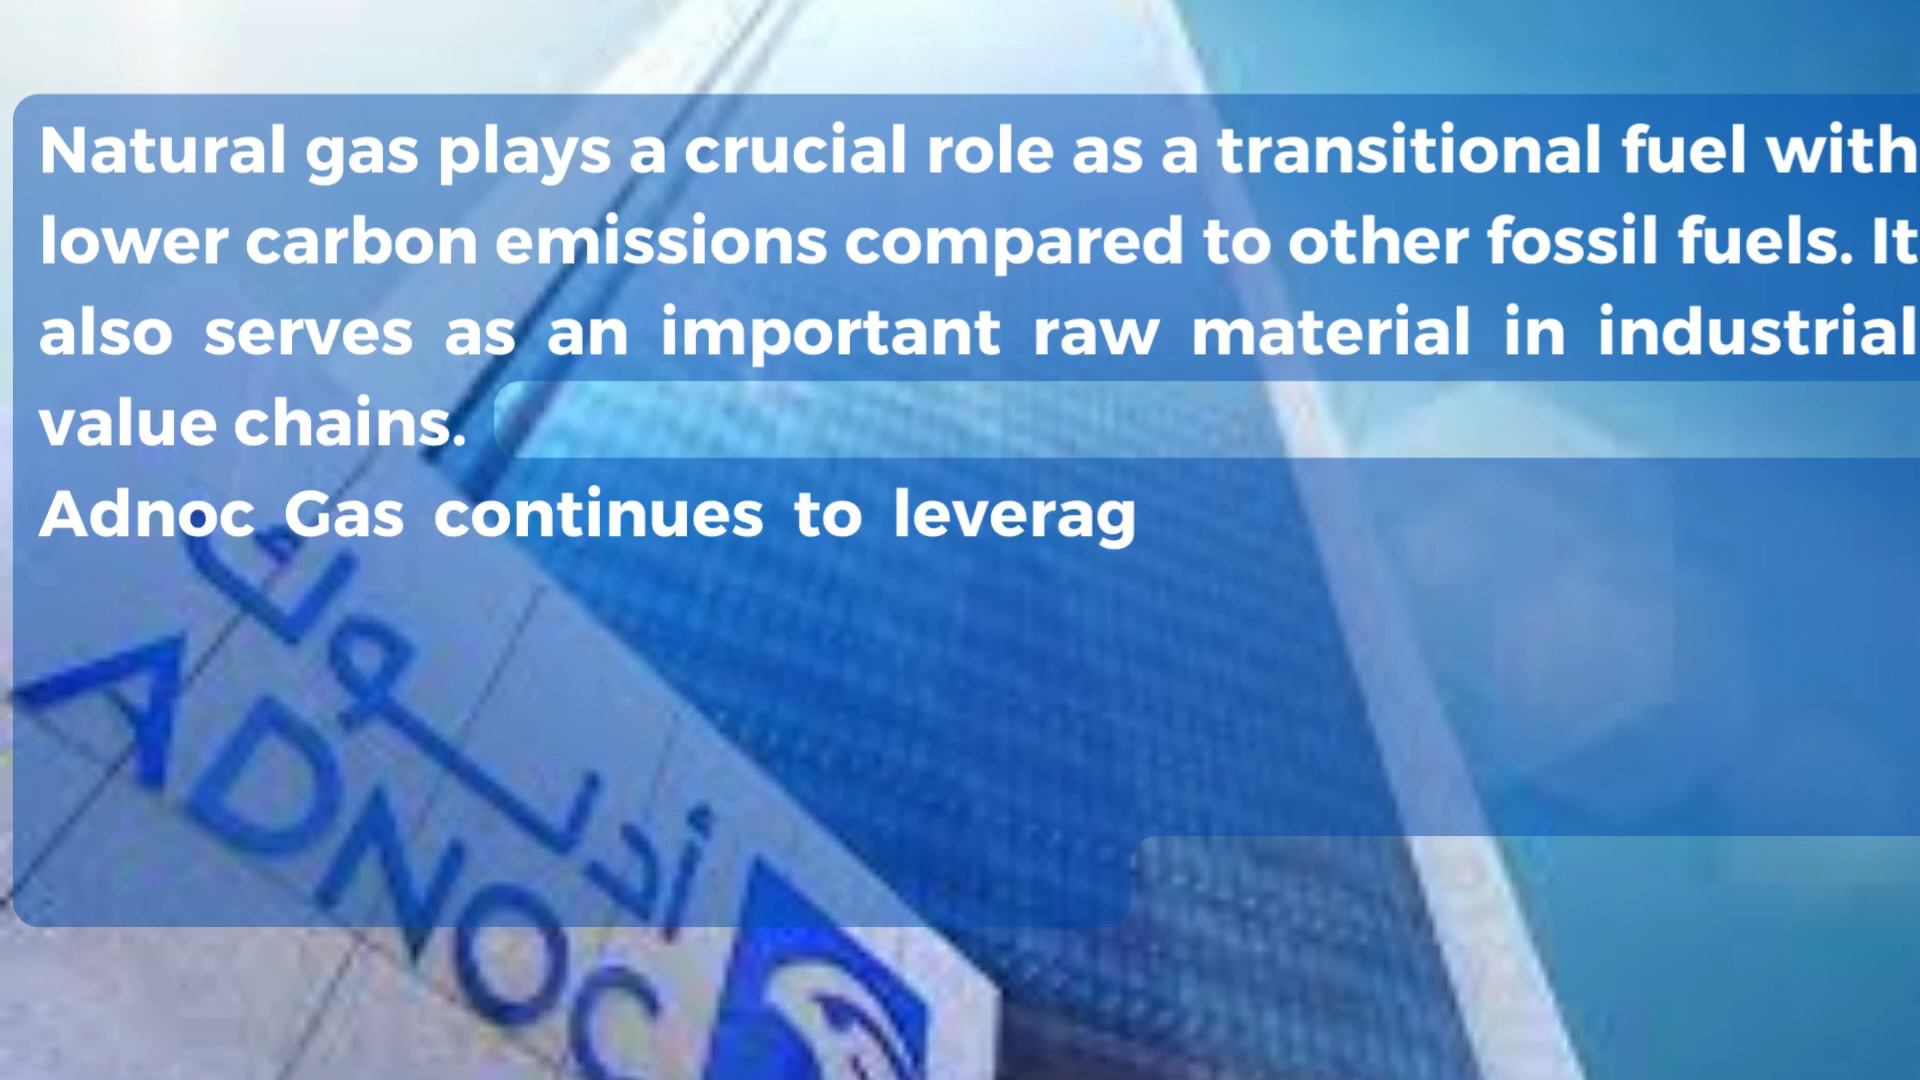 Natural gas plays a crucial role as a transitional fuel with
lower carbon emissions compared to other fossil fuels. It
also serves as an important raw material in industrial
value chains.
Adnoc Gas continues to leverag
أدنوك
ADNOC